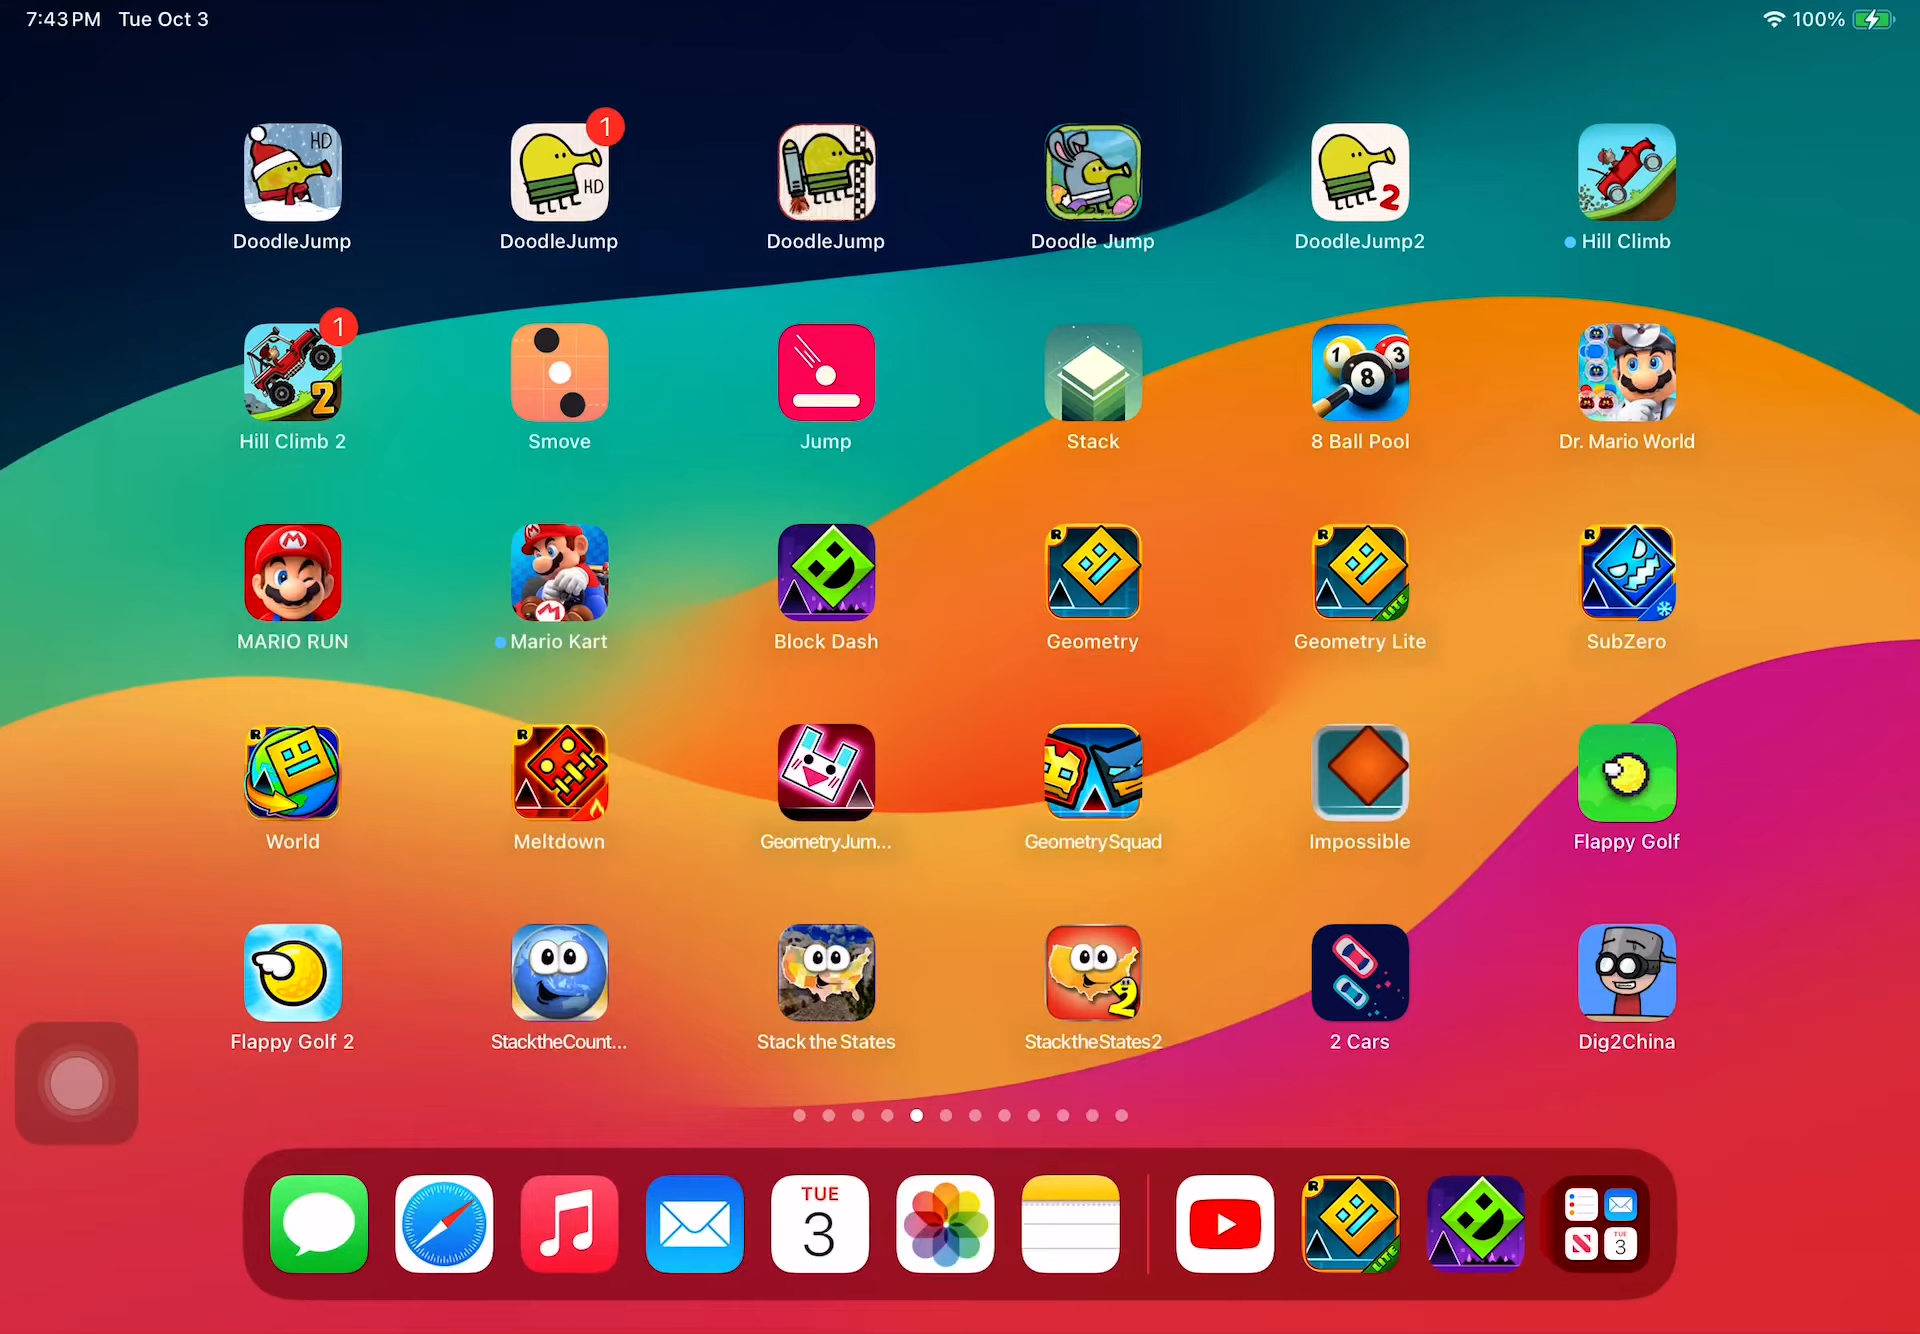 7:43 PM Tue Oct 3
100%
HD
1
HD
2
DoodleJump
DoodleJump
DoodleJump
Doodle Jump
DoodleJump2
Hill Climb
1
2
1
3
8
Hill Climb 2
Smove
Jump
Stack
8 Ball Pool
Dr. Mario World
M
M
M
R
R
LITE
R
MARIO RUN
Mario Kart
Block Dash
Geometry
Geometry Lite
SubZero
R
R
World
Meltdown
GeometryJum...
GeometrySquad
Impossible
Flappy Golf
2
Flappy Golf 2
StacktheCount...
Stack the States
StacktheStates2
2 Cars
Dig2China
TUE
3
R
LITE
N
TUE
3